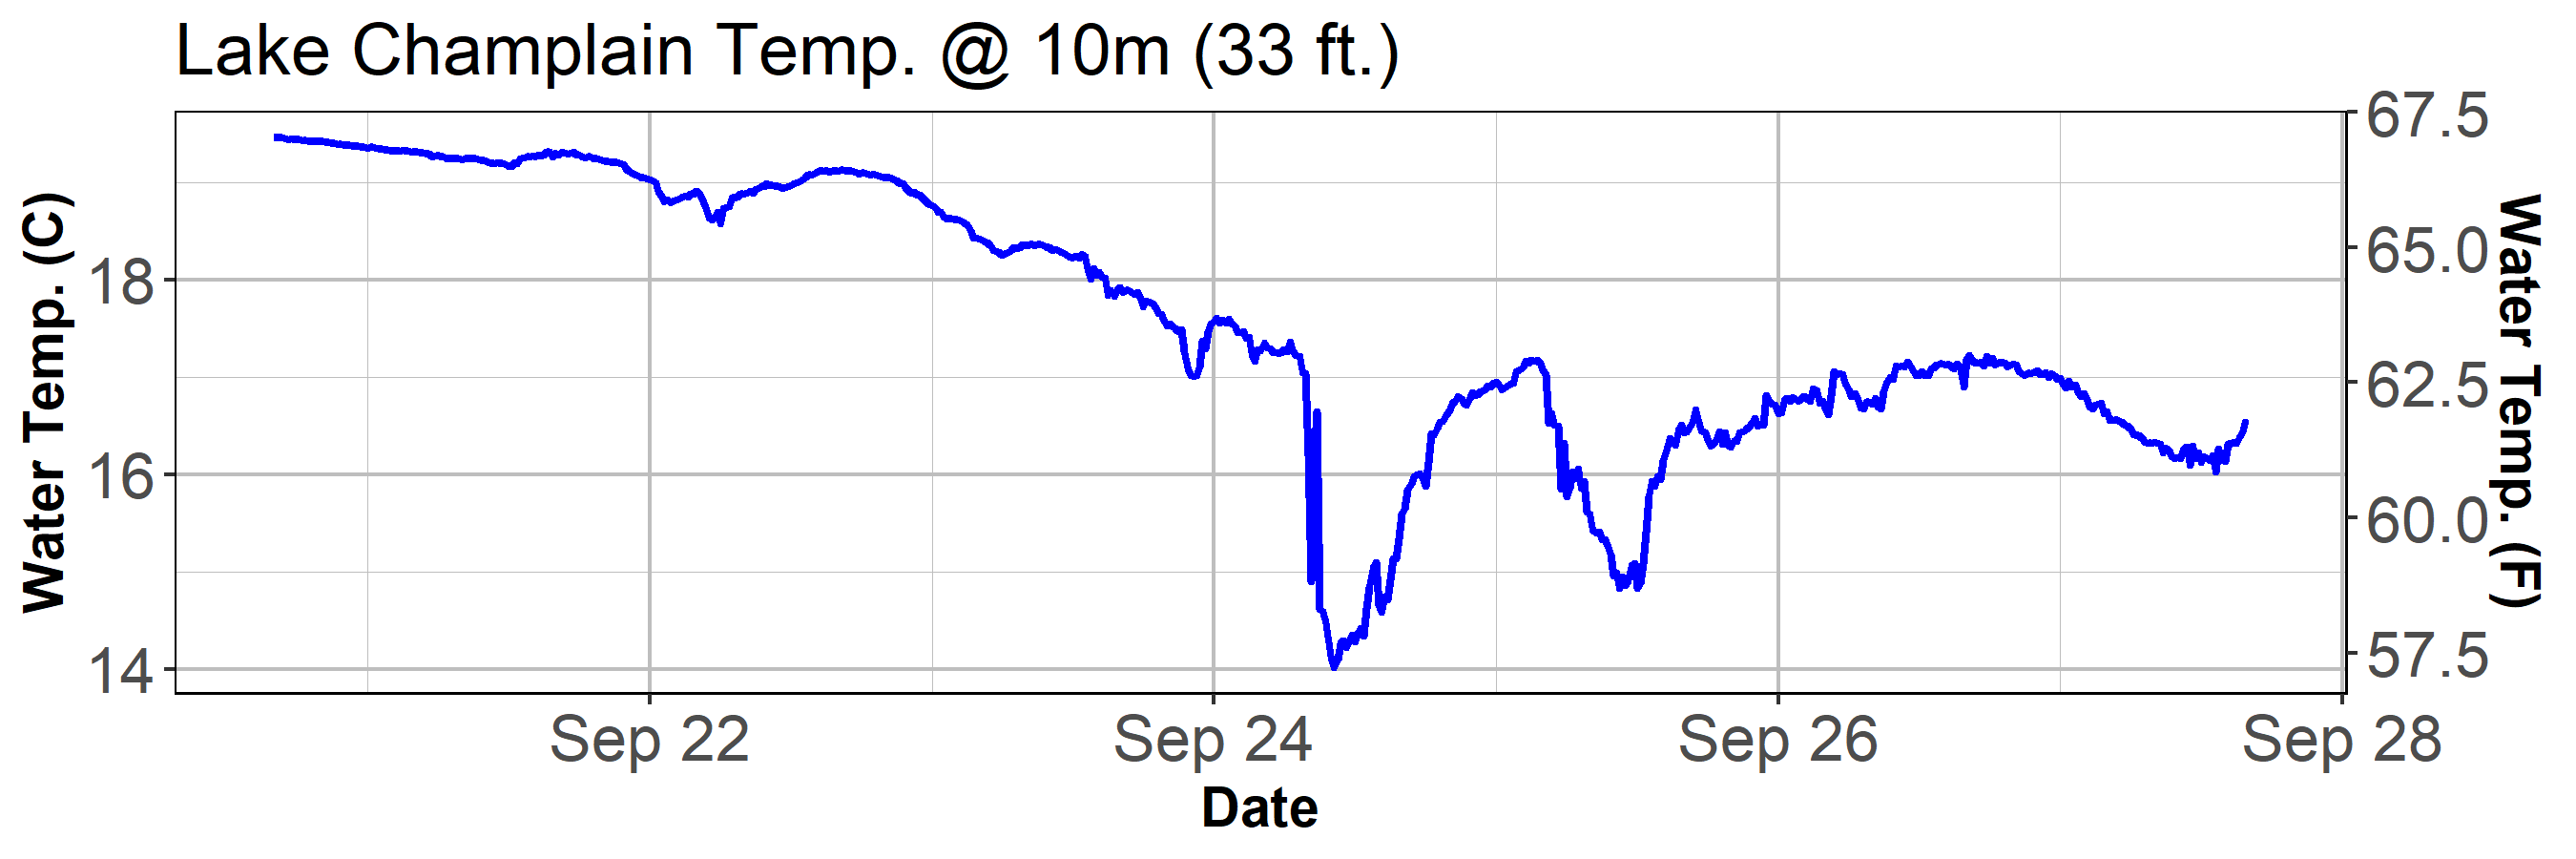 Lake Champlain Temp. @ 10m (33 ft.)
Water Temp. (C)
18
16
14
67.5
65.0
62.5
60.0
57.5
Water Temp. (F)
Sep 22
Sep 24
Sep 26
Sep 28
Date